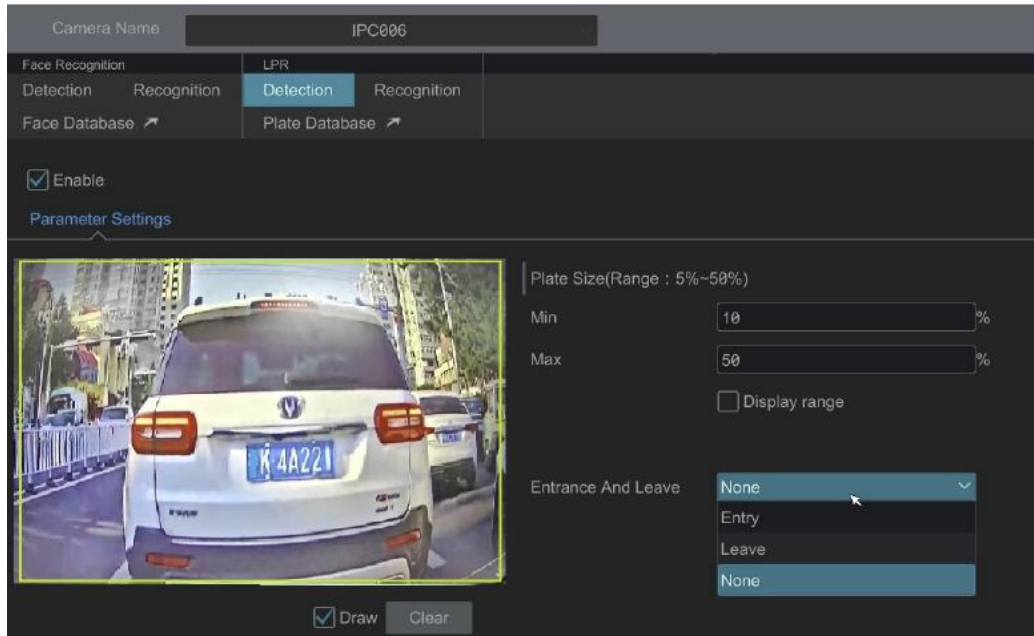 Camera Name IPC006
Face Recognition LPR
Detection Recognition Detection Recognition
Face Database Plate Database
Enable
Parameter Settings
Plate Size(Range : 5%~50%)
Min 10 %
Max 50 %
Display range
4A221
Entrance And Leave None
Entry
Leave
None
Draw Clear